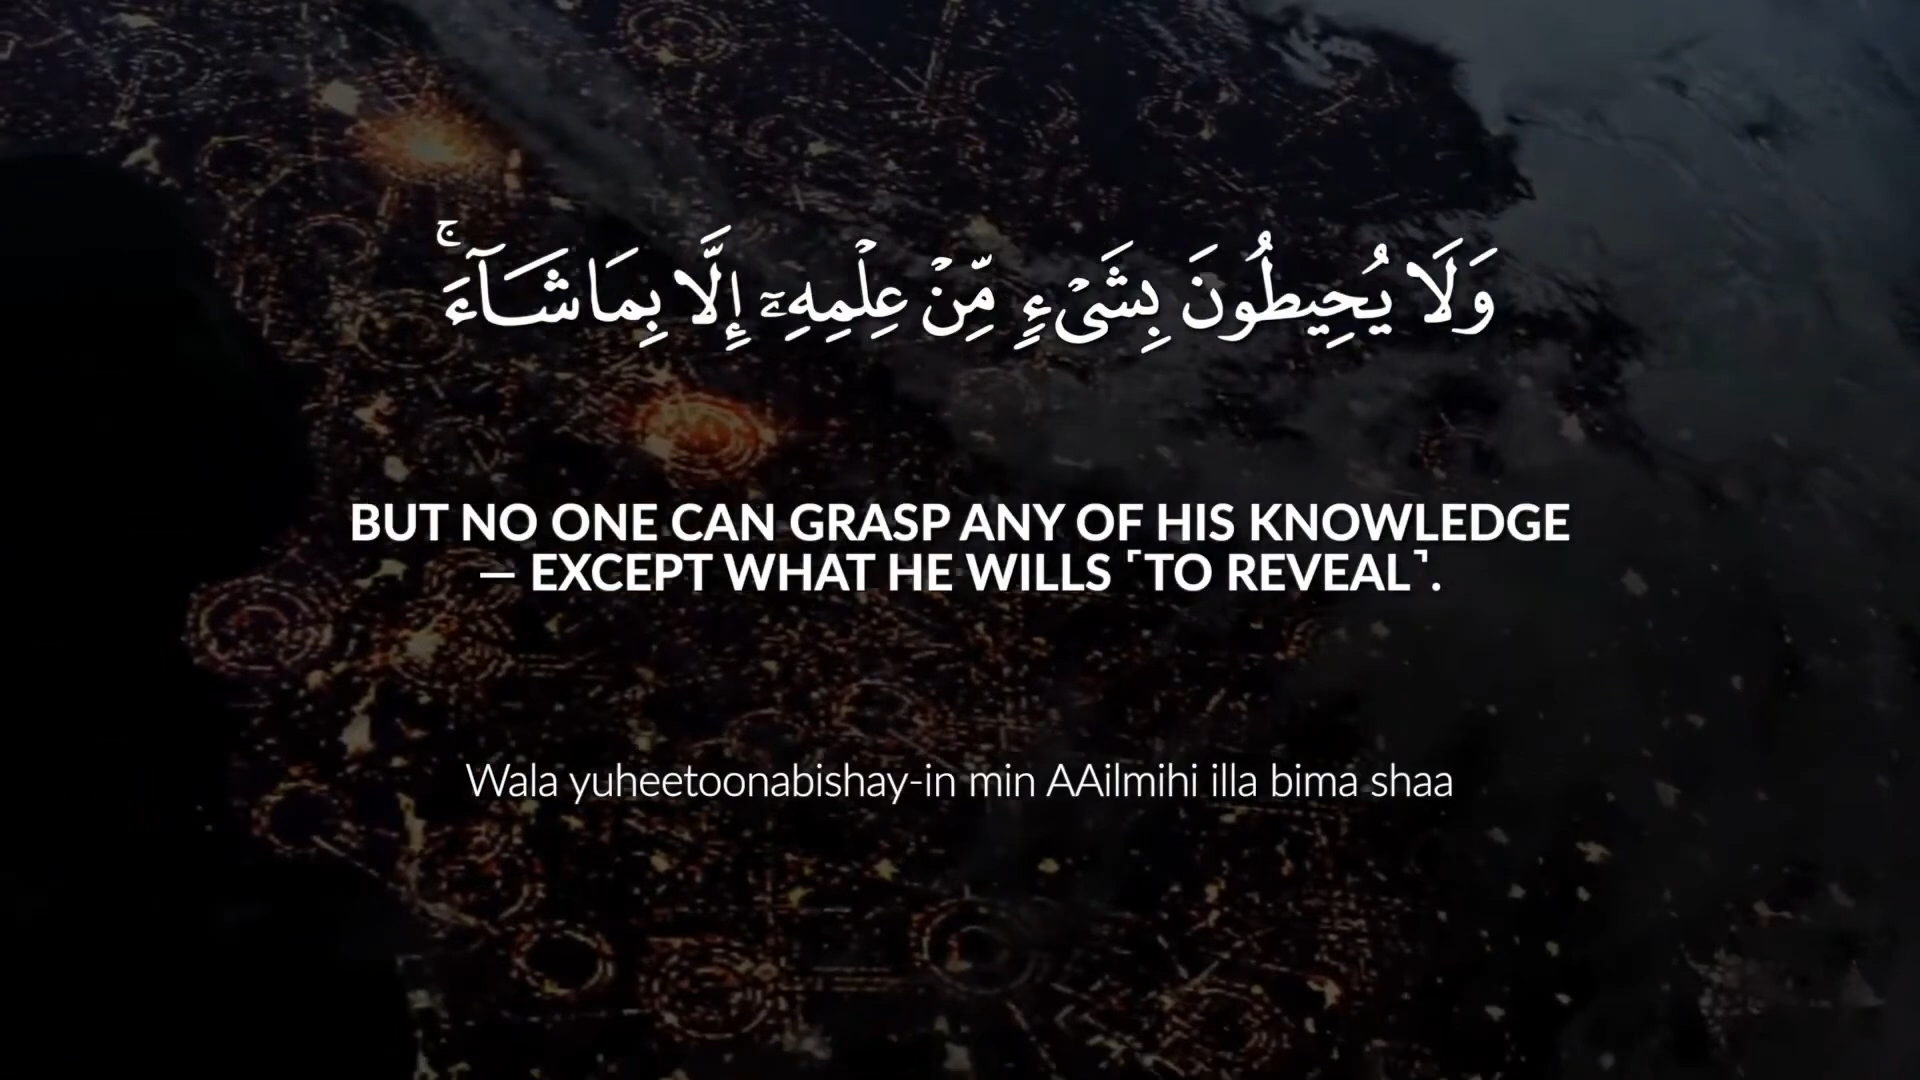 وَلَا يُحِيطُونَ بِشَىْءٍ مِّنْ عِلْمِهِۦٓ إِلَّا بِمَا شَآءَ ۚ
BUT NO ONE CAN GRASP ANY OF HIS KNOWLEDGE
— EXCEPT WHAT HE WILLS ˹TO REVEAL˺.
Wala yuheetoonabishay-in min AAilmihi illa bima shaa